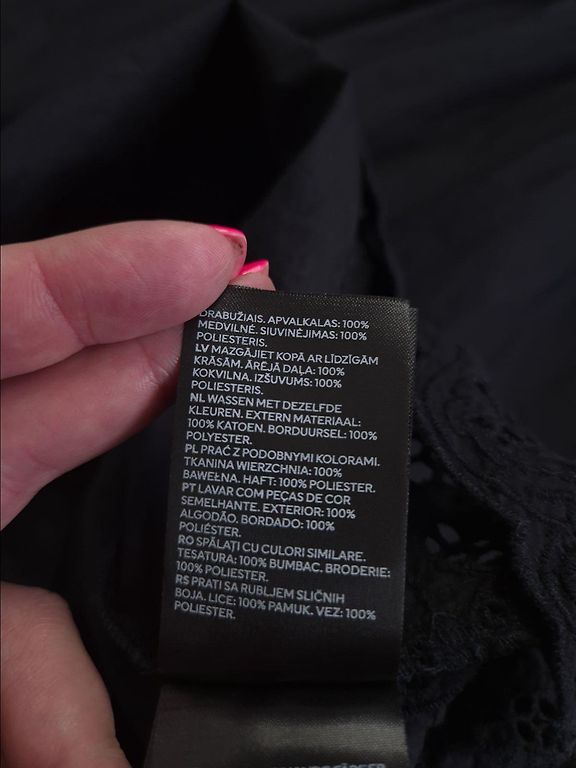 DRABUŽIAIS. APVALKALAS: 100%
MEDVILNĖ. SIUVINĖJIMAS: 100%
POLIESTERIS.
LV MAZGĀJIET KOPĀ AR LĪDZĪGĀM
KRĀSĀM. ĀRĒJĀ DAĻA: 100%
KOKVILNA. IZŠUVUMS: 100%
POLIESTERIS.
NL WASSEN MET DEZELFDE
KLEUREN. EXTERN MATERIAAL:
100% KATOEN. BORDUURSEL: 100%
POLYESTER.
PL PRAĆ Z PODOBNYMI KOLORAMI.
TKANINA WIERZCHNIA: 100%
BAWEŁNA. HAFT: 100% POLIESTER.
PT LAVAR COM PEÇAS DE COR
SEMELHANTE. EXTERIOR: 100%
ALGODÃO. BORDADO: 100%
POLIÉSTER.
RO SPĂLAȚI CU CULORI SIMILARE.
TESATURA: 100% BUMBAC. BRODERIE:
100% POLIESTER.
RS PRATI SA RUBLJEM SLIČNIH
BOJA. LICE: 100% PAMUK. VEZ: 100%
POLIESTER.